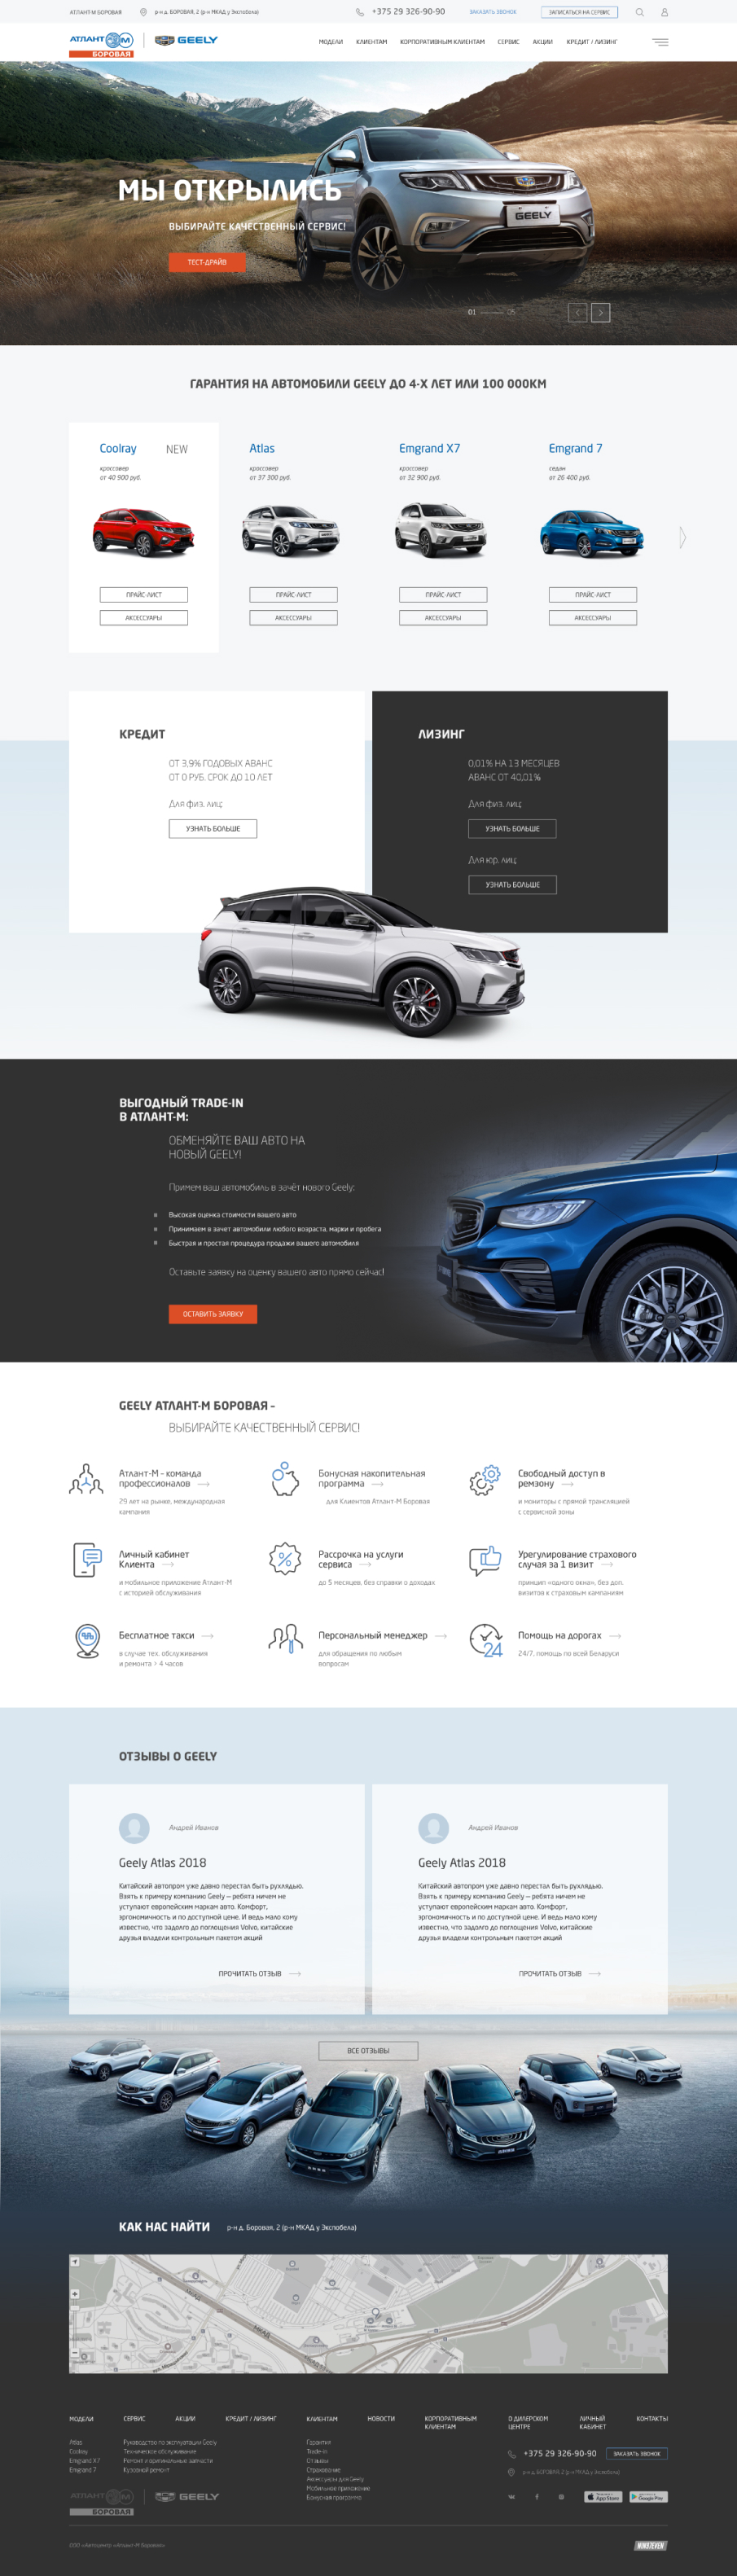 АТЛАНТ-М БОРОВАЯ
р-н д. БОРОВАЯ, 2 (р-н МКАД у Экспобела)
+375 29 326-90-90
ЗАКАЗАТЬ ЗВОНОК
ЗАПИСАТЬСЯ НА СЕРВИС
АТЛАНТ М
БОРОВАЯ
GEELY
МОДЕЛИ
КЛИЕНТАМ
КОРПОРАТИВНЫМ КЛИЕНТАМ
СЕРВИС
АКЦИИ
КРЕДИТ / ЛИЗИНГ
МЫ ОТКРЫЛИСЬ
ВЫБИРАЙТЕ КАЧЕСТВЕННЫЙ СЕРВИС!
ТЕСТ-ДРАЙВ
GEELY
01
05
ГАРАНТИЯ НА АВТОМОБИЛИ GEELY ДО 4-Х ЛЕТ ИЛИ 100 000КМ
Coolray NEW
кроссовер
от 40 900 руб.
ПРАЙС-ЛИСТ
АКСЕССУАРЫ
Atlas
кроссовер
от 37 300 руб.
ПРАЙС-ЛИСТ
АКСЕССУАРЫ
Emgrand X7
кроссовер
от 32 900 руб.
ПРАЙС-ЛИСТ
АКСЕССУАРЫ
Emgrand 7
седан
от 26 400 руб.
ПРАЙС-ЛИСТ
АКСЕССУАРЫ
КРЕДИТ
ОТ 3,9% ГОДОВЫХ АВАНС
ОТ 0 РУБ. СРОК ДО 10 ЛЕТ
Для физ. лиц:
УЗНАТЬ БОЛЬШЕ
ЛИЗИНГ
0,01% НА 13 МЕСЯЦЕВ
АВАНС ОТ 40,01%
Для физ. лиц:
УЗНАТЬ БОЛЬШЕ
Для юр. лиц:
УЗНАТЬ БОЛЬШЕ
ВЫГОДНЫЙ TRADE-IN
В АТЛАНТ-М:
ОБМЕНЯЙТЕ ВАШ АВТО НА
НОВЫЙ GEELY!
Примем ваш автомобиль в зачёт нового Geely:
Высокая оценка стоимости вашего авто
Принимаем в зачет автомобили любого возраста, марки и пробега
Быстрая и простая процедура продажи вашего автомобиля
Оставьте заявку на оценку вашего авто прямо сейчас!
ОСТАВИТЬ ЗАЯВКУ
GEELY АТЛАНТ-М БОРОВАЯ –
ВЫБИРАЙТЕ КАЧЕСТВЕННЫЙ СЕРВИС!
Атлант-М – команда
профессионалов
29 лет на рынке, международная
кампания
Бонусная накопительная
программа
для Клиентов Атлант-М Боровая
Свободный доступ в
ремзону
и мониторы с прямой трансляцией
с сервисной зоны
Личный кабинет
Клиента
и мобильное приложение Атлант-М
с историей обслуживания
Рассрочка на услуги
сервиса
до 5 месяцев, без справки о доходах
Урегулирование страхового
случая за 1 визит
принцип «одного окна», без доп.
визитов к страховым кампаниям
Бесплатное такси
в случае тех. обслуживания
и ремонта > 4 часов
Персональный менеджер
для обращения по любым
вопросам
24
Помощь на дорогах
24/7, помощь по всей Беларуси
ОТЗЫВЫ О GEELY
Андрей Иванов
Geely Atlas 2018
Китайский автопром уже давно перестал быть рухлядью.
Взять к примеру компанию Geely – ребята ничем не
уступают европейским маркам авто. Комфорт,
эргономичность и по доступной цене. И ведь мало кому
известно, что задолго до поглощения Volvo, китайские
друзья владели контрольным пакетом акций
ПРОЧИТАТЬ ОТЗЫВ
Андрей Иванов
Geely Atlas 2018
Китайский автопром уже давно перестал быть рухлядью.
Взять к примеру компанию Geely – ребята ничем не
уступают европейским маркам авто. Комфорт,
эргономичность и по доступной цене. И ведь мало кому
известно, что задолго до поглощения Volvo, китайские
друзья владели контрольным пакетом акций
ПРОЧИТАТЬ ОТЗЫВ
ВСЕ ОТЗЫВЫ
КАК НАС НАЙТИ
р-н д. Боровая, 2 (р-н МКАД у Экспобела)
МКАД
МКАД
МОДЕЛИ
СЕРВИС
АКЦИИ
КРЕДИТ / ЛИЗИНГ
КЛИЕНТАМ
НОВОСТИ
КОРПОРАТИВНЫМ
КЛИЕНТАМ
О ДИЛЕРСКОМ
ЦЕНТРЕ
ЛИЧНЫЙ
КАБИНЕТ
КОНТАКТЫ
Atlas
Coolray
Emgrand X7
Emgrand 7
Руководство по эксплуатации Geely
Техническое обслуживание
Ремонт и оригинальные запчасти
Кузовной ремонт
Гарантия
Trade-in
Отзывы
Страхование
Аксессуары для Geely
Мобильное приложение
Бонусная программа
+375 29 326-90-90
ЗАКАЗАТЬ ЗВОНОК
р-н д. БОРОВАЯ, 2 (р-н МКАД у Экспобела)
App Store
Google Play
АТЛАНТ М
БОРОВАЯ
GEELY
ООО «Автоцентр «Атлант-М Боровая»